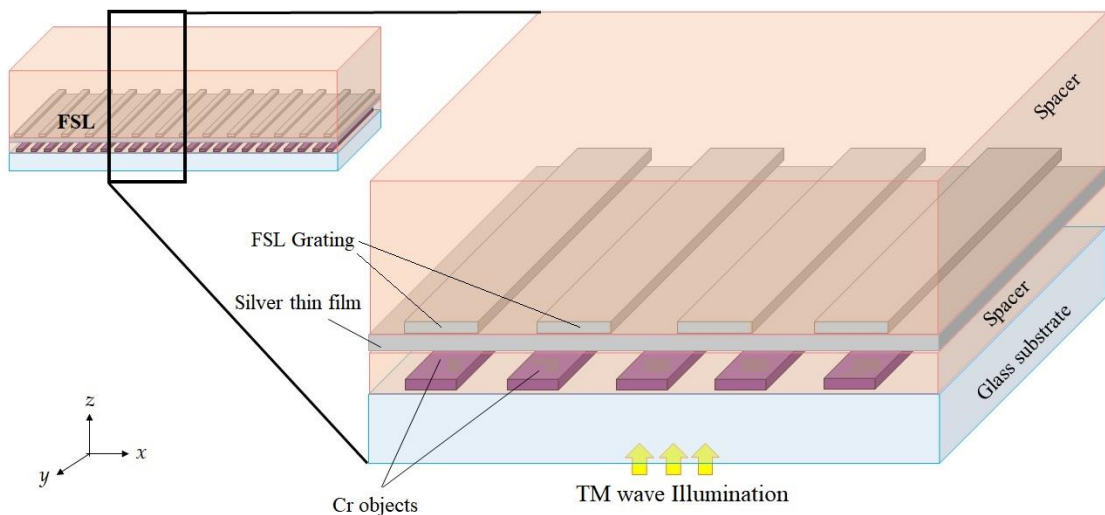 FSL
Spacer
FSL Grating
Silver thin film
Spacer
Glass substrate
z
x
y
Cr objects
TM wave Illumination